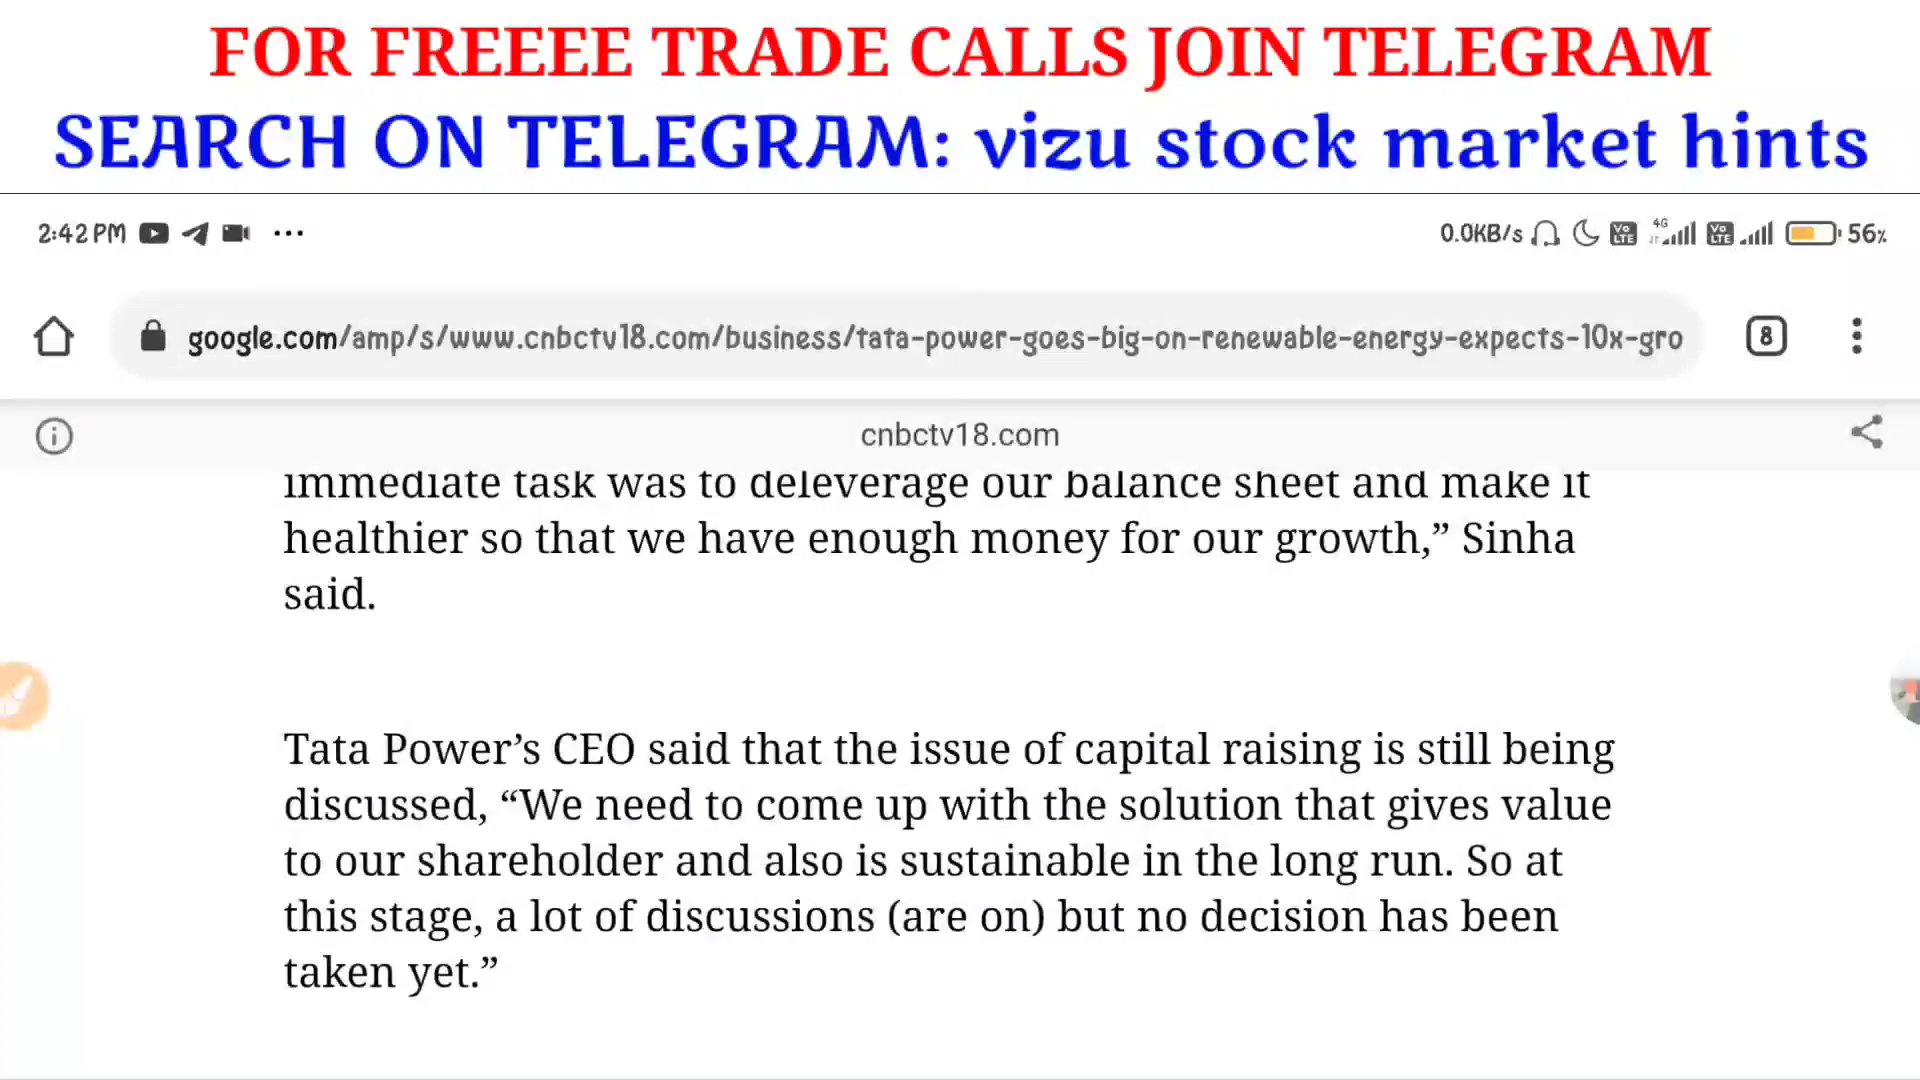 FOR FREEEE TRADE CALLS JOIN TELEGRAM
SEARCH ON TELEGRAM: vizu stock market hints
2:42 PM ... 0.0KB/s Vo LTE 4G Vo LTE 56%
google.com/amp/s/www.cnbctv18.com/business/tata-power-goes-big-on-renewable-energy-expects-10x-gro 8
cnbctv18.com
immediate task was to deleverage our balance sheet and make it
healthier so that we have enough money for our growth,” Sinha
said.
Tata Power’s CEO said that the issue of capital raising is still being
discussed, “We need to come up with the solution that gives value
to our shareholder and also is sustainable in the long run. So at
this stage, a lot of discussions (are on) but no decision has been
taken yet.”